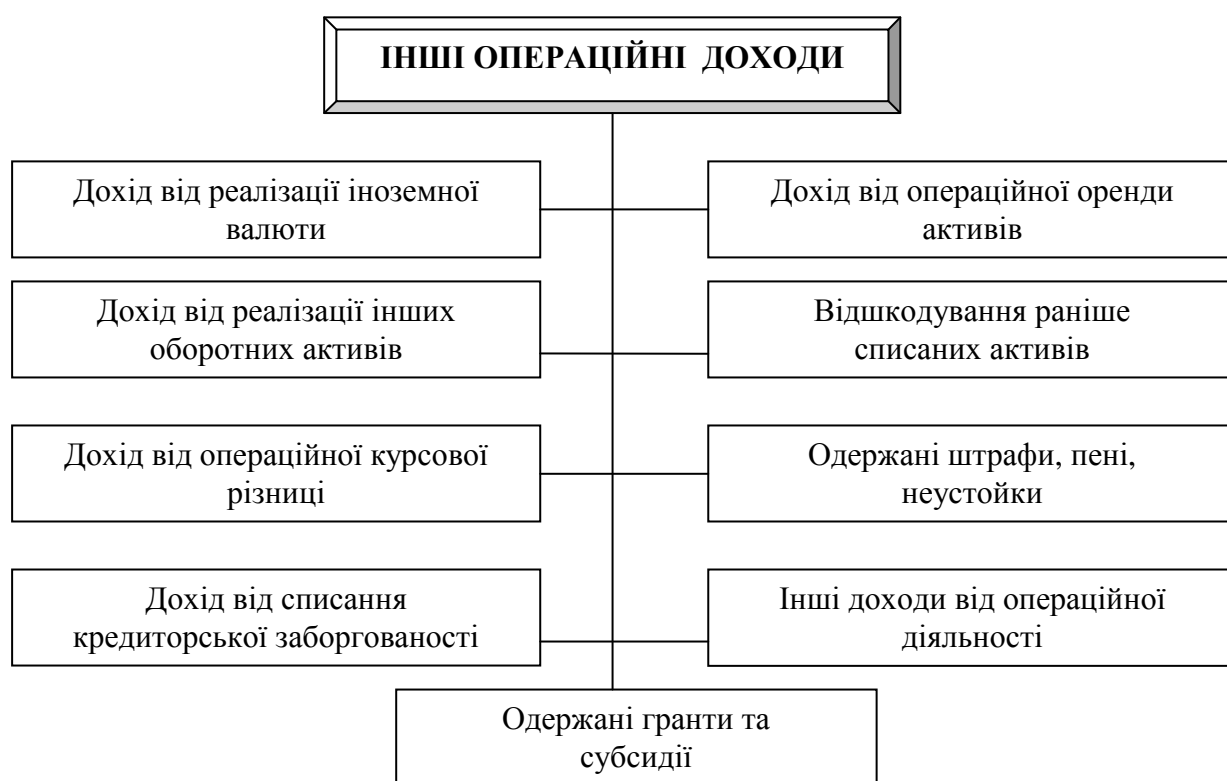 ІНШІ ОПЕРАЦІЙНІ ДОХОДИ
Дохід від реалізації іноземної
валюти
Дохід від операційної оренди
активів
Дохід від реалізації інших
оборотних активів
Відшкодування раніше
списаних активів
Дохід від операційної курсової
різниці
Одержані штрафи, пені,
неустойки
Дохід від списання
кредиторської заборгованості
Інші доходи від операційної
діяльності
Одержані гранти та
субсидії